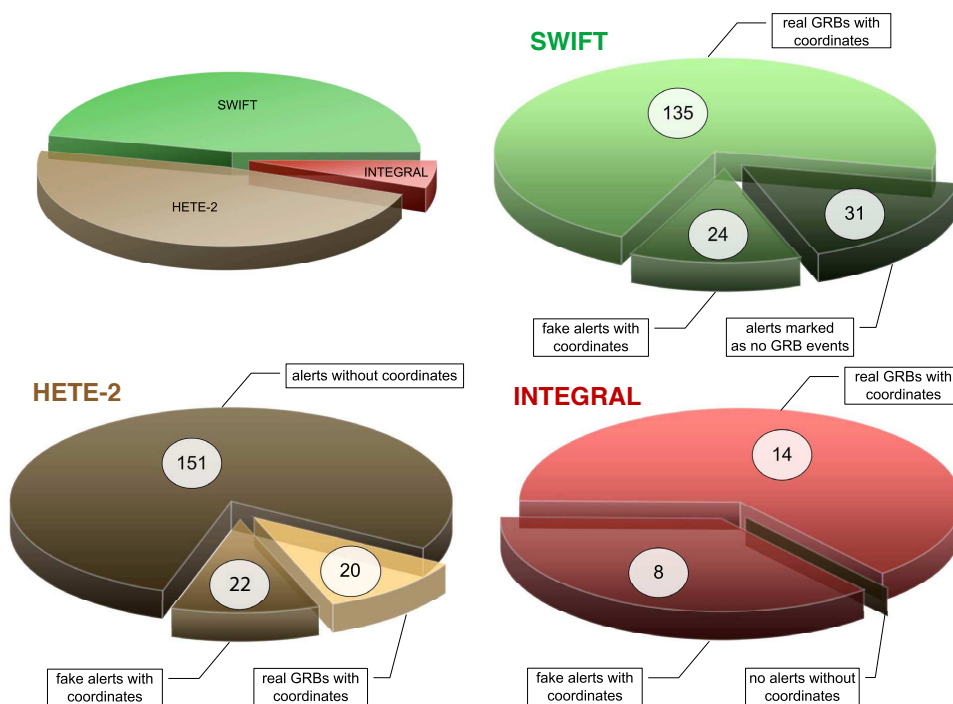 SWIFT
INTEGRAL
HETE-2
SWIFT
real GRBs with
coordinates
135
24
31
fake alerts with
coordinates
alerts marked
as no GRB events
HETE-2
alerts without coordinates
151
22
20
fake alerts with
coordinates
real GRBs with
coordinates
INTEGRAL
real GRBs with
coordinates
14
8
fake alerts with
coordinates
no alerts without
coordinates